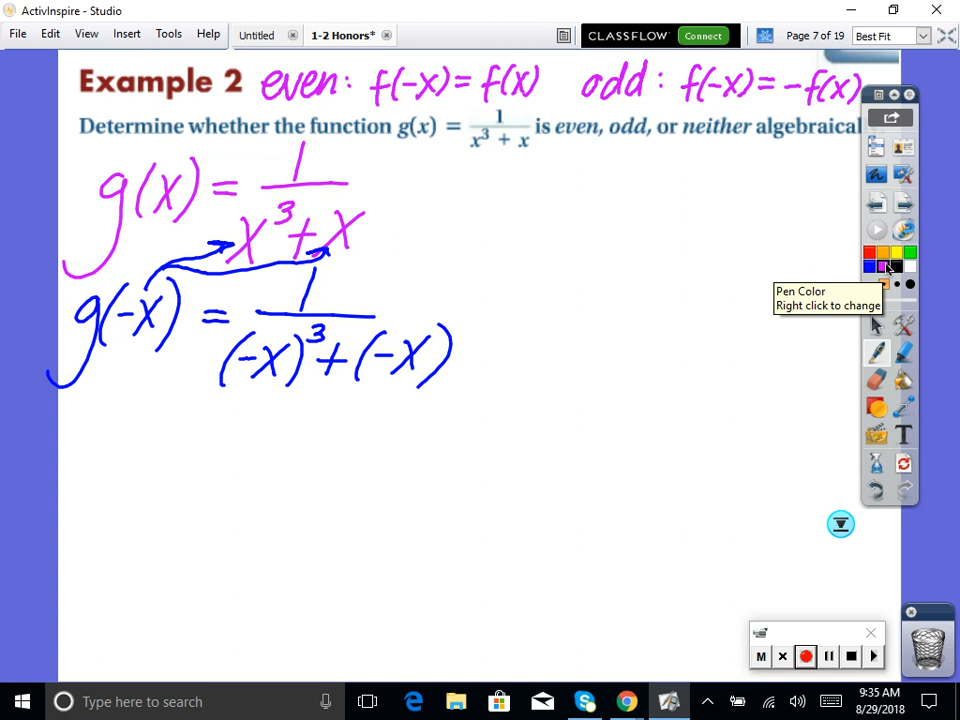 ActivInspire - Studio
File Edit View Insert Tools Help Untitled 1-2 Honors* CLASSFLOW Connect Page 7 of 19 Best Fit
Example 2 even: f(-x) = f(x) odd: f(-x) = -f(x)
Determine whether the function g(x) = 1/(x³ + x) is even, odd, or neither algebraical
g(x) = 1/(x³ + x)
g(-x) = 1/((-x)³ + (-x))
Pen Color
Right click to change
T
M
Type here to search
9:35 AM
8/29/2018